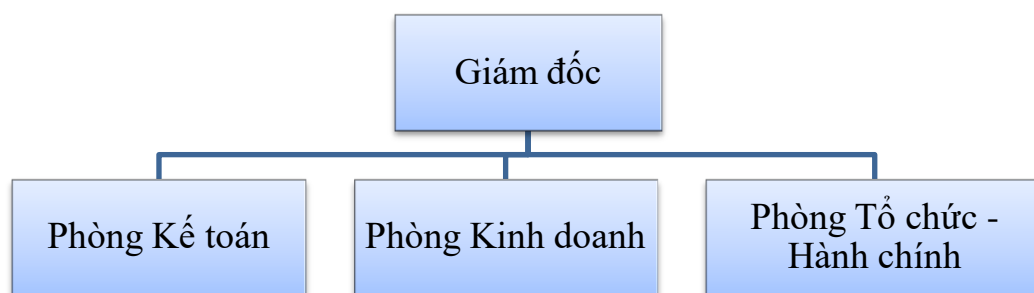 Giám đốc
Phòng Kế toán
Phòng Kinh doanh
Phòng Tổ chức -
Hành chính